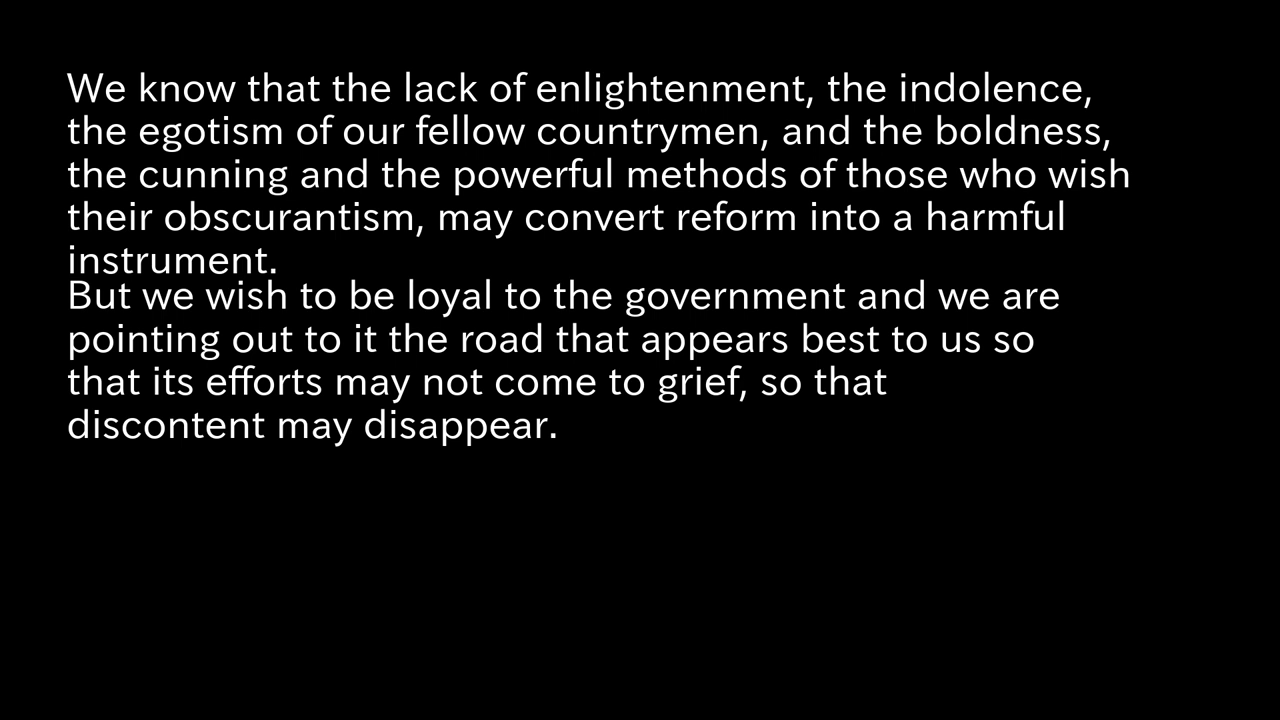 We know that the lack of enlightenment, the indolence,
the egotism of our fellow countrymen, and the boldness,
the cunning and the powerful methods of those who wish
their obscurantism, may convert reform into a harmful
instrument.
But we wish to be loyal to the government and we are
pointing out to it the road that appears best to us so
that its efforts may not come to grief, so that
discontent may disappear.